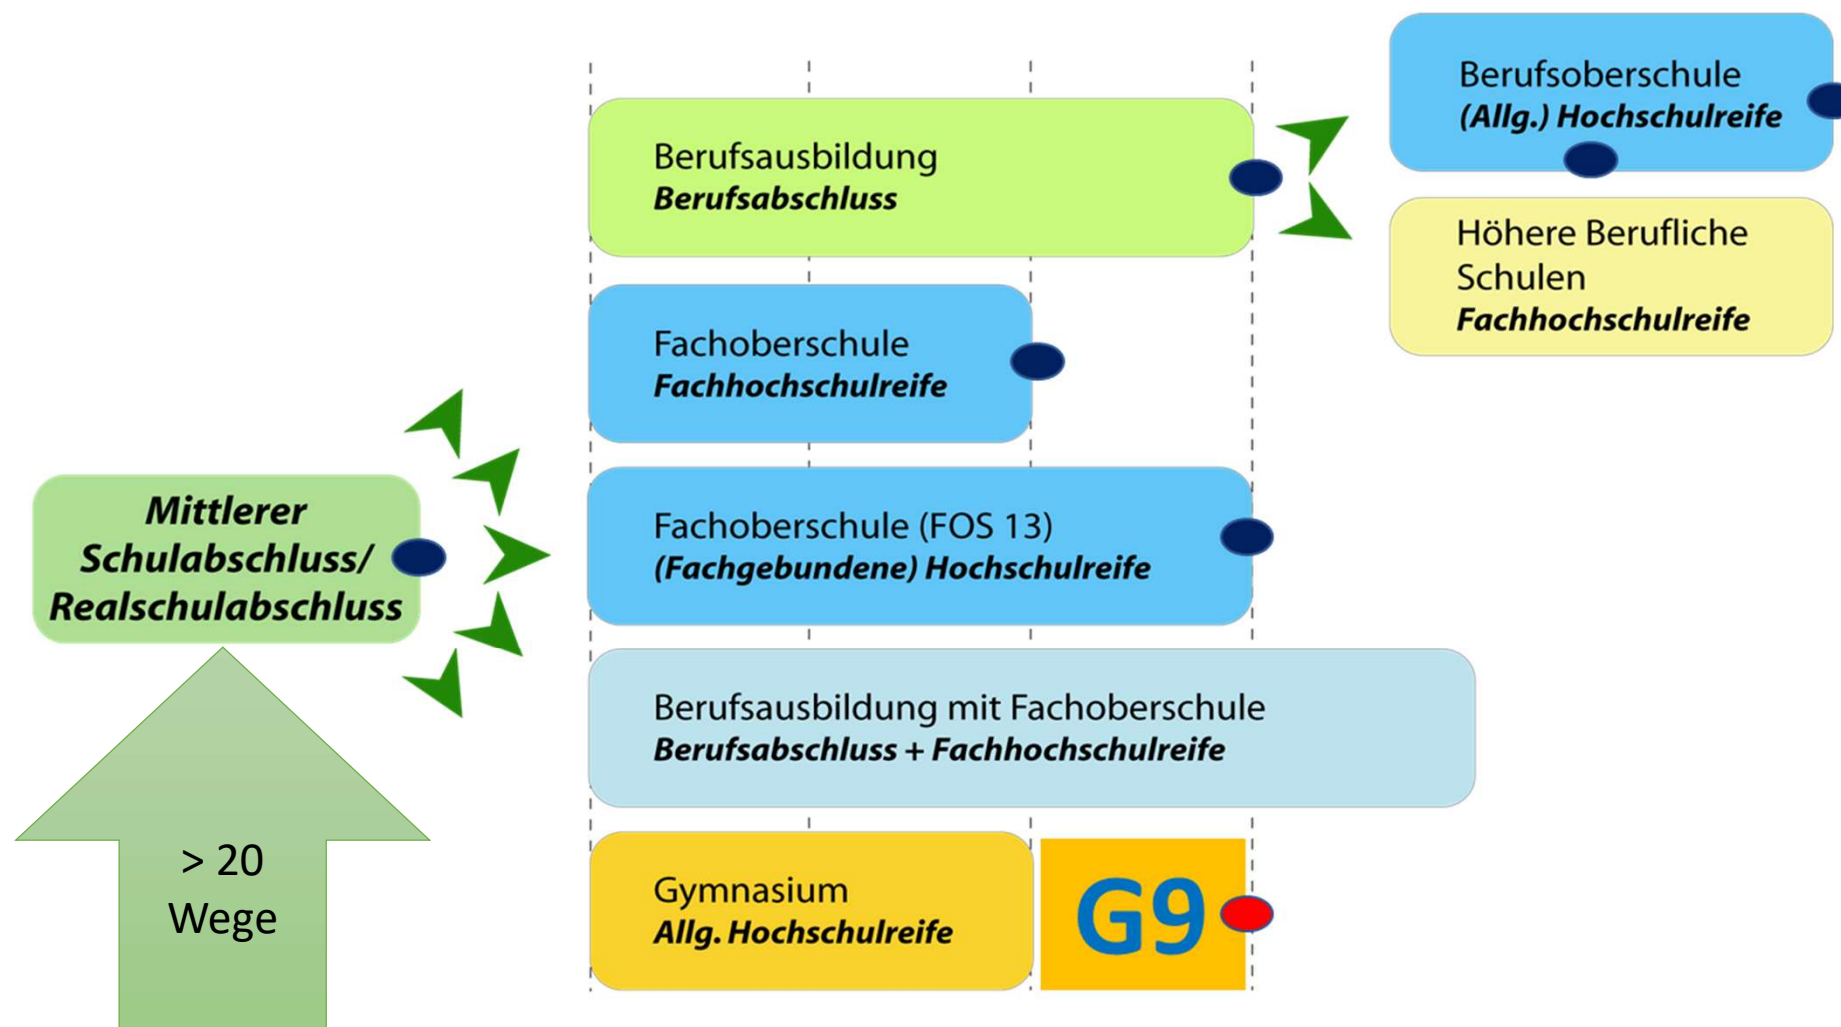 Berufsoberschule
(Allg.) Hochschulreife
Berufsausbildung
Berufsabschluss
Höhere Berufliche
Schulen
Fachhochschulreife
Fachoberschule
Fachhochschulreife
Mittlerer
Schulabschluss/
Realschulabschluss
Fachoberschule (FOS 13)
(Fachgebundene) Hochschulreife
Berufsausbildung mit Fachoberschule
Berufsabschluss + Fachhochschulreife
> 20
Wege
Gymnasium
Allg. Hochschulreife
G9